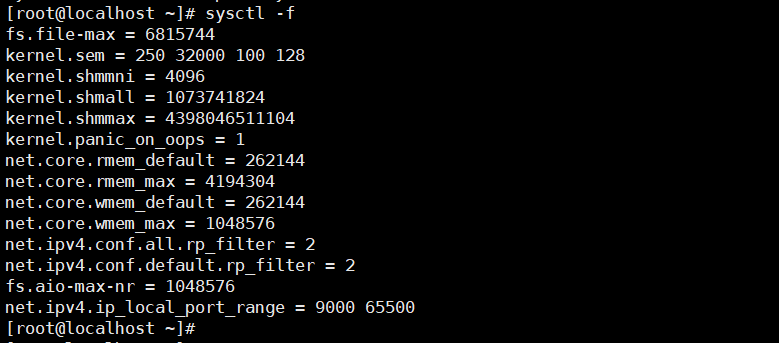 [root@localhost ~]# sysctl -f
fs.file-max = 6815744
kernel.sem = 250 32000 100 128
kernel.shmmni = 4096
kernel.shmall = 1073741824
kernel.shmmax = 4398046511104
kernel.panic_on_oops = 1
net.core.rmem_default = 262144
net.core.rmem_max = 4194304
net.core.wmem_default = 262144
net.core.wmem_max = 1048576
net.ipv4.conf.all.rp_filter = 2
net.ipv4.conf.default.rp_filter = 2
fs.aio-max-nr = 1048576
net.ipv4.ip_local_port_range = 9000 65500
[root@localhost ~]#